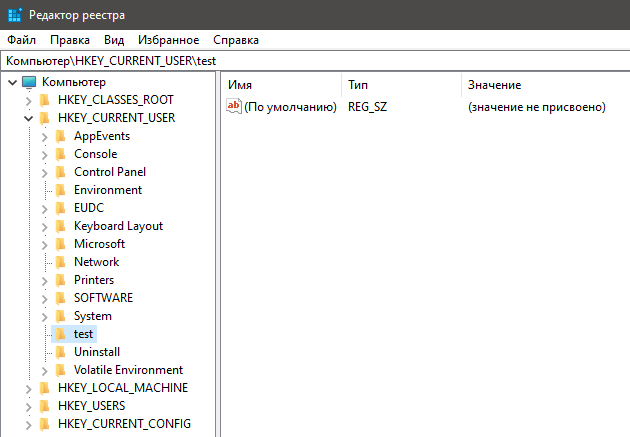 Редактор реестра
Файл Правка Вид Избранное Справка
Компьютер\HKEY_CURRENT_USER\test
Компьютер
HKEY_CLASSES_ROOT
HKEY_CURRENT_USER
AppEvents
Console
Control Panel
Environment
EUDC
Keyboard Layout
Microsoft
Network
Printers
SOFTWARE
System
test
Uninstall
Volatile Environment
HKEY_LOCAL_MACHINE
HKEY_USERS
HKEY_CURRENT_CONFIG
Имя Тип Значение
ab (По умолчанию) REG_SZ (значение не присвоено)